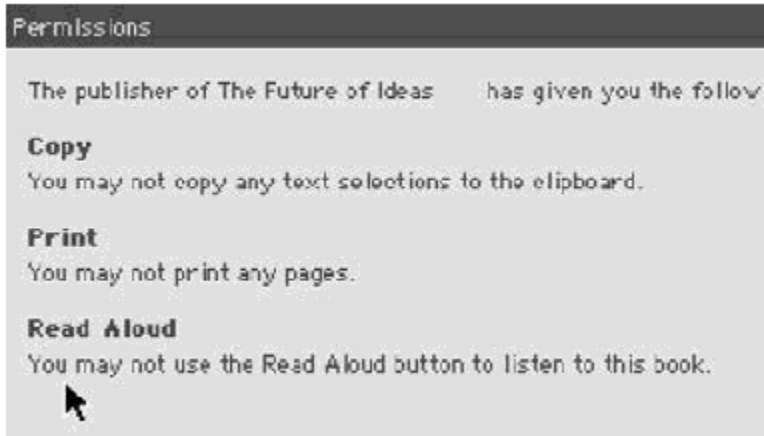 Permissions
The publisher of The Future of Ideas has given you the follow
Copy
You may not copy any text selections to the clipboard.
Print
You may not print any pages.
Read Aloud
You may not use the Read Aloud button to listen to this book.